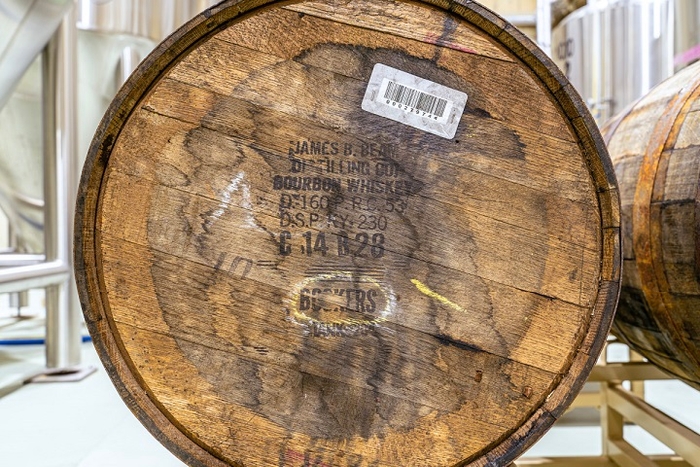 JAMES B. BEAM
DISTILLING CO.
BOURBON WHISKEY
D-160 P. R.C. 53
D.S.P. KY. 230
G 14 B 28
BOOKERS